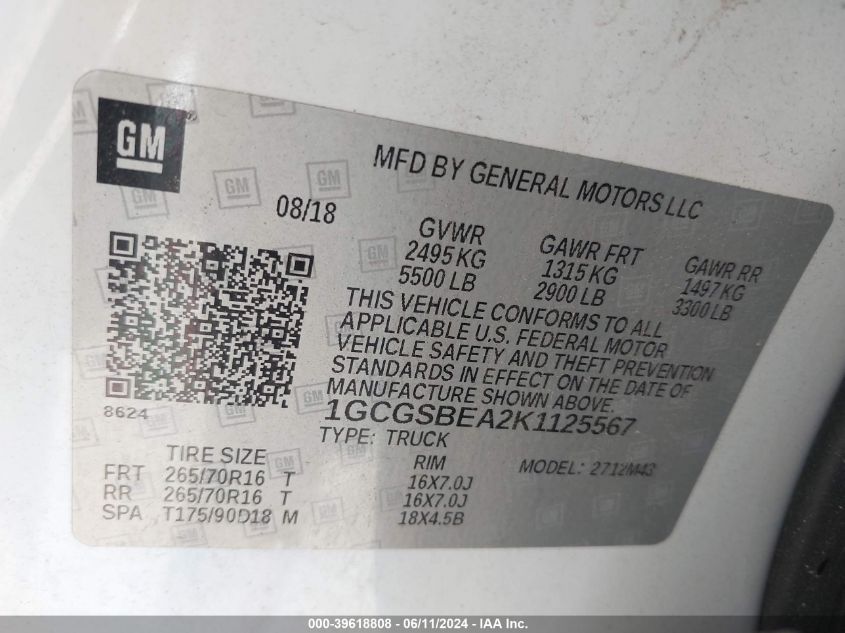 GM
MFD BY GENERAL MOTORS LLC
08/18
GVWR
2495 KG
5500 LB
GAWR FRT
1315 KG
2900 LB
GAWR RR
1497 KG
3300 LB
THIS VEHICLE CONFORMS TO ALL
APPLICABLE U.S. FEDERAL MOTOR
VEHICLE SAFETY AND THEFT PREVENTION
STANDARDS IN EFFECT ON THE DATE OF
MANUFACTURE SHOWN ABOVE.
1GCGSBEA2K1125567
8624
TYPE: TRUCK
MODEL: 2712M43
TIRE SIZE RIM
FRT 265/70R16 T 16X7.0J
RR 265/70R16 T 16X7.0J
SPA T175/90D18 M 18X4.5B
000-39618808 - 06/11/2024 - IAA Inc.